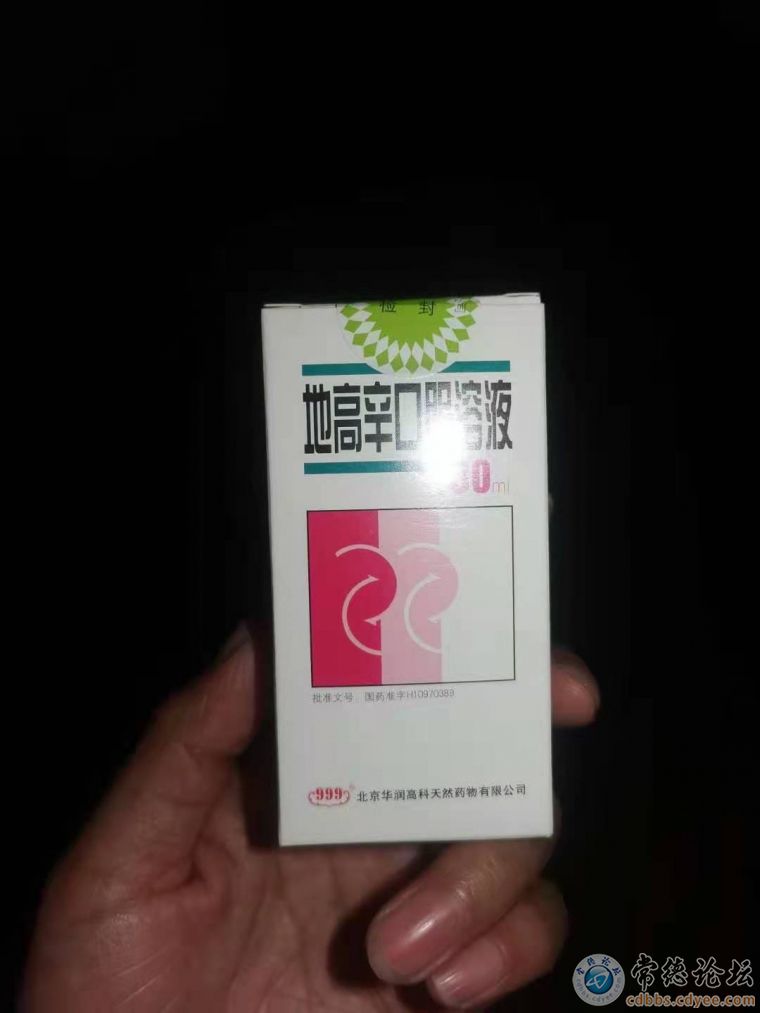 检封
地高辛口服溶液
30ml
批准文号：国药准字H10970389
999 北京华润高科天然药物有限公司
常德论坛
cdbbs.cdyee.com